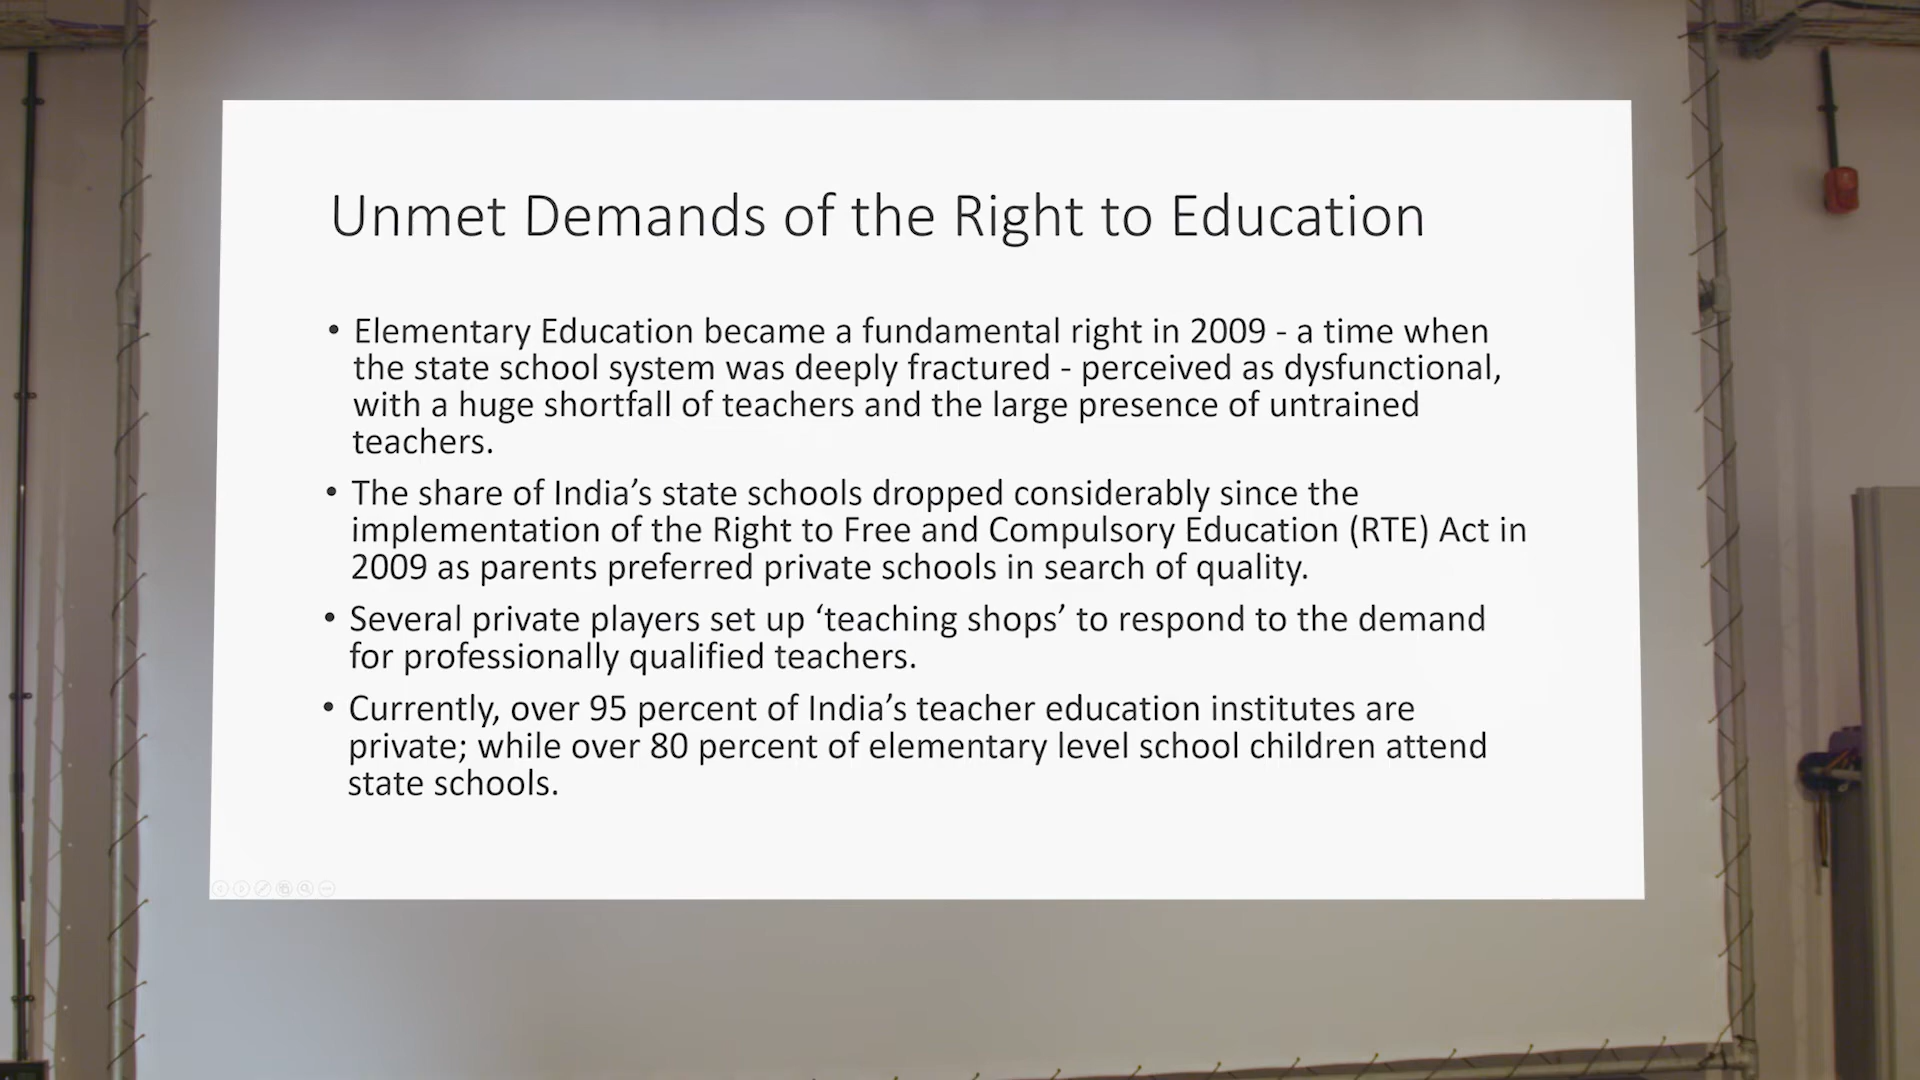 Unmet Demands of the Right to Education
• Elementary Education became a fundamental right in 2009 - a time when
the state school system was deeply fractured - perceived as dysfunctional,
with a huge shortfall of teachers and the large presence of untrained
teachers.
• The share of India’s state schools dropped considerably since the
implementation of the Right to Free and Compulsory Education (RTE) Act in
2009 as parents preferred private schools in search of quality.
• Several private players set up ‘teaching shops’ to respond to the demand
for professionally qualified teachers.
• Currently, over 95 percent of India’s teacher education institutes are
private; while over 80 percent of elementary level school children attend
state schools.